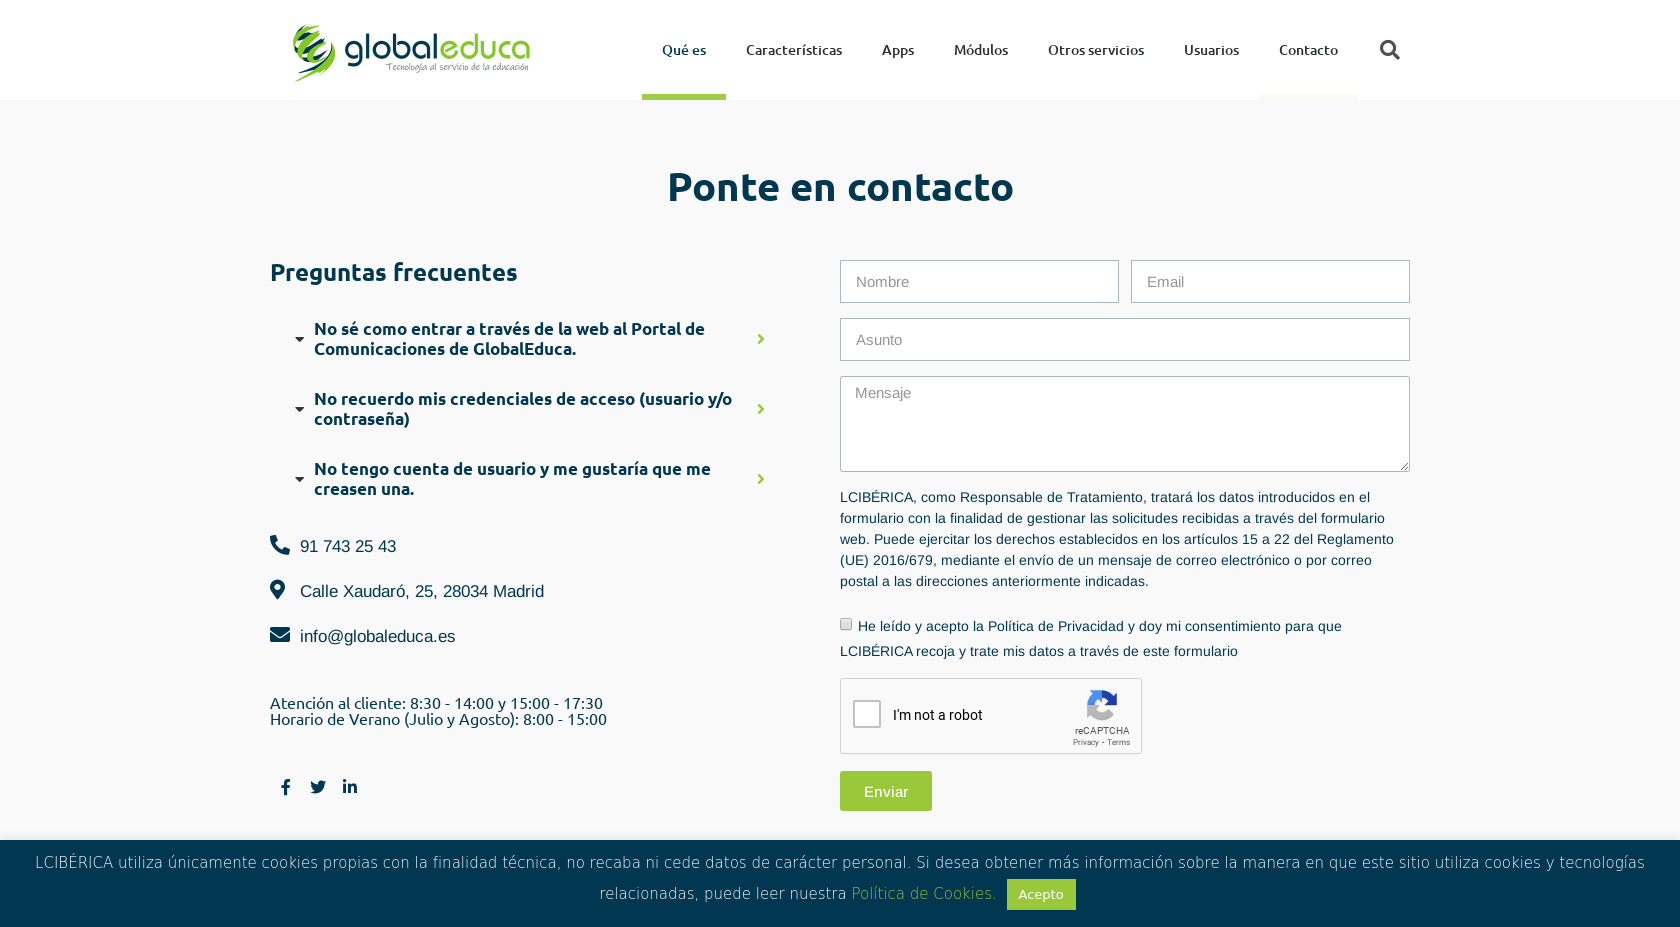 globaleduca
Tecnología al servicio de la educación
Qué es
Características
Apps
Módulos
Otros servicios
Usuarios
Contacto
Ponte en contacto
Preguntas frecuentes
No sé como entrar a través de la web al Portal de
Comunicaciones de GlobalEduca.
No recuerdo mis credenciales de acceso (usuario y/o
contraseña)
No tengo cuenta de usuario y me gustaría que me
creasen una.
91 743 25 43
Calle Xaudaró, 25, 28034 Madrid
info@globaleduca.es
Atención al cliente: 8:30 - 14:00 y 15:00 - 17:30
Horario de Verano (Julio y Agosto): 8:00 - 15:00
Nombre
Email
Asunto
Mensaje
LCIBÉRICA, como Responsable de Tratamiento, tratará los datos introducidos en el
formulario con la finalidad de gestionar las solicitudes recibidas a través del formulario
web. Puede ejercitar los derechos establecidos en los artículos 15 a 22 del Reglamento
(UE) 2016/679, mediante el envío de un mensaje de correo electrónico o por correo
postal a las direcciones anteriormente indicadas.
He leído y acepto la Política de Privacidad y doy mi consentimiento para que
LCIBÉRICA recoja y trate mis datos a través de este formulario
I'm not a robot
reCAPTCHA
Privacy - Terms
Enviar
LCIBÉRICA utiliza únicamente cookies propias con la finalidad técnica, no recaba ni cede datos de carácter personal. Si desea obtener más información sobre la manera en que este sitio utiliza cookies y tecnologías
relacionadas, puede leer nuestra Política de Cookies. Acepto